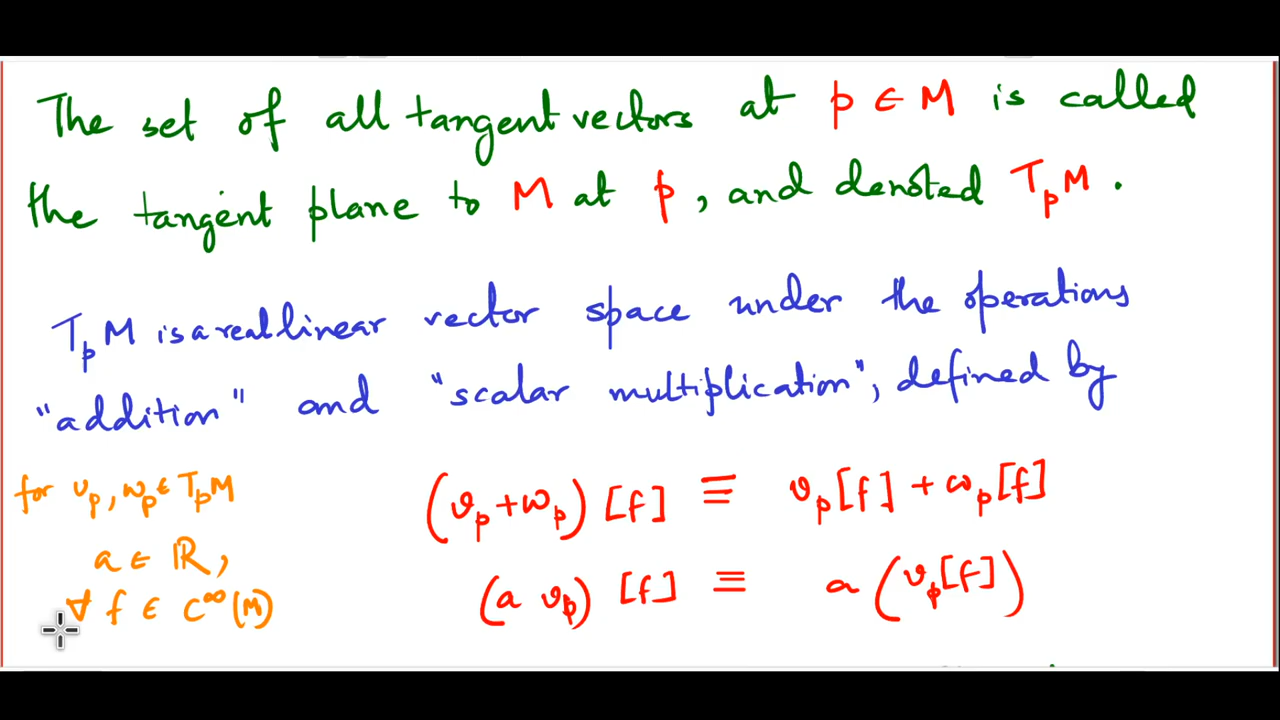 The set of all tangent vectors at p ∈ M is called
the tangent plane to M at p, and denoted TₚM.
TₚM is a real linear vector space under the operations
"addition" and "scalar multiplication", defined by
for vₚ, wₚ ∈ TₚM
(vₚ + wₚ) [f] ≡ vₚ[f] + wₚ[f]
a ∈ ℝ,
(a vₚ) [f] ≡ a (vₚ[f])
∀ f ∈ C^∞(M)